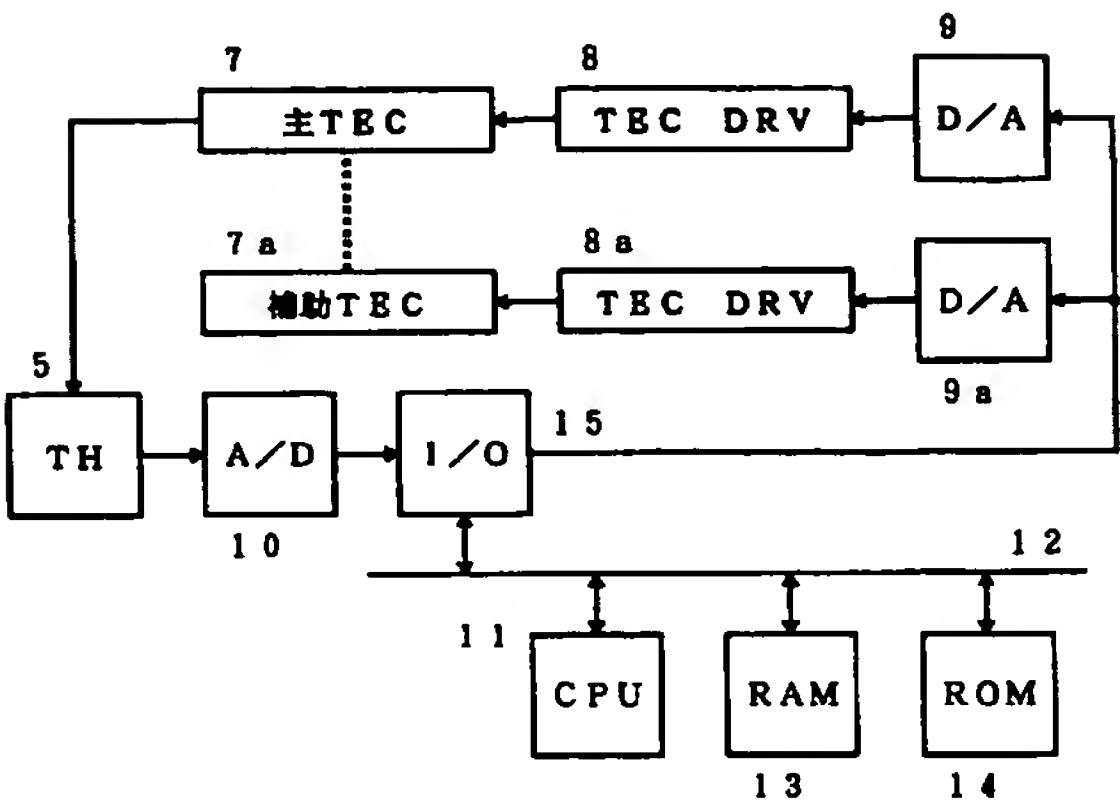 9
7
8
主TEC
TEC DRV
D/A
7a
8a
補助TEC
TEC DRV
D/A
5
9a
15
TH
A/D
I/O
10
12
11
CPU
RAM
ROM
13
14